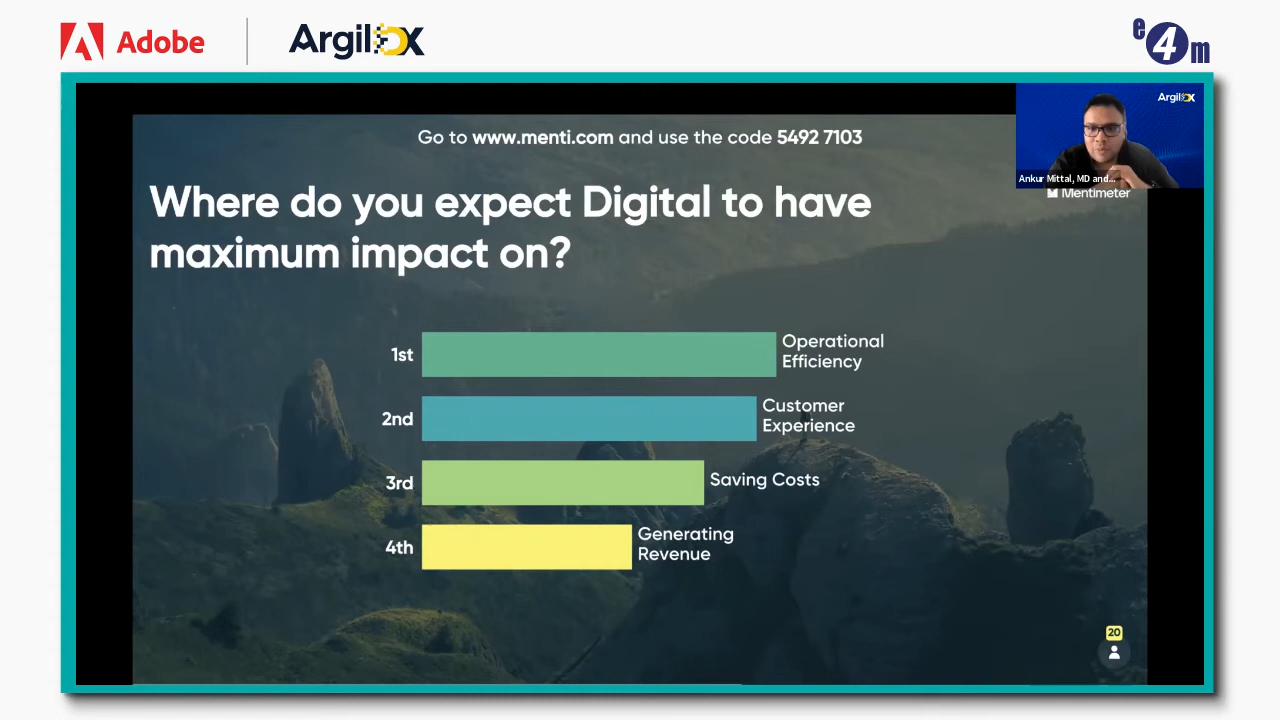 Adobe
ArgilDX
e4m
ArgilDX
Ankur Mittal, MD and...
Go to www.menti.com and use the code 5492 7103
Mentimeter
Where do you expect Digital to have
maximum impact on?
1st
Operational
Efficiency
2nd
Customer
Experience
3rd
Saving Costs
4th
Generating
Revenue
20